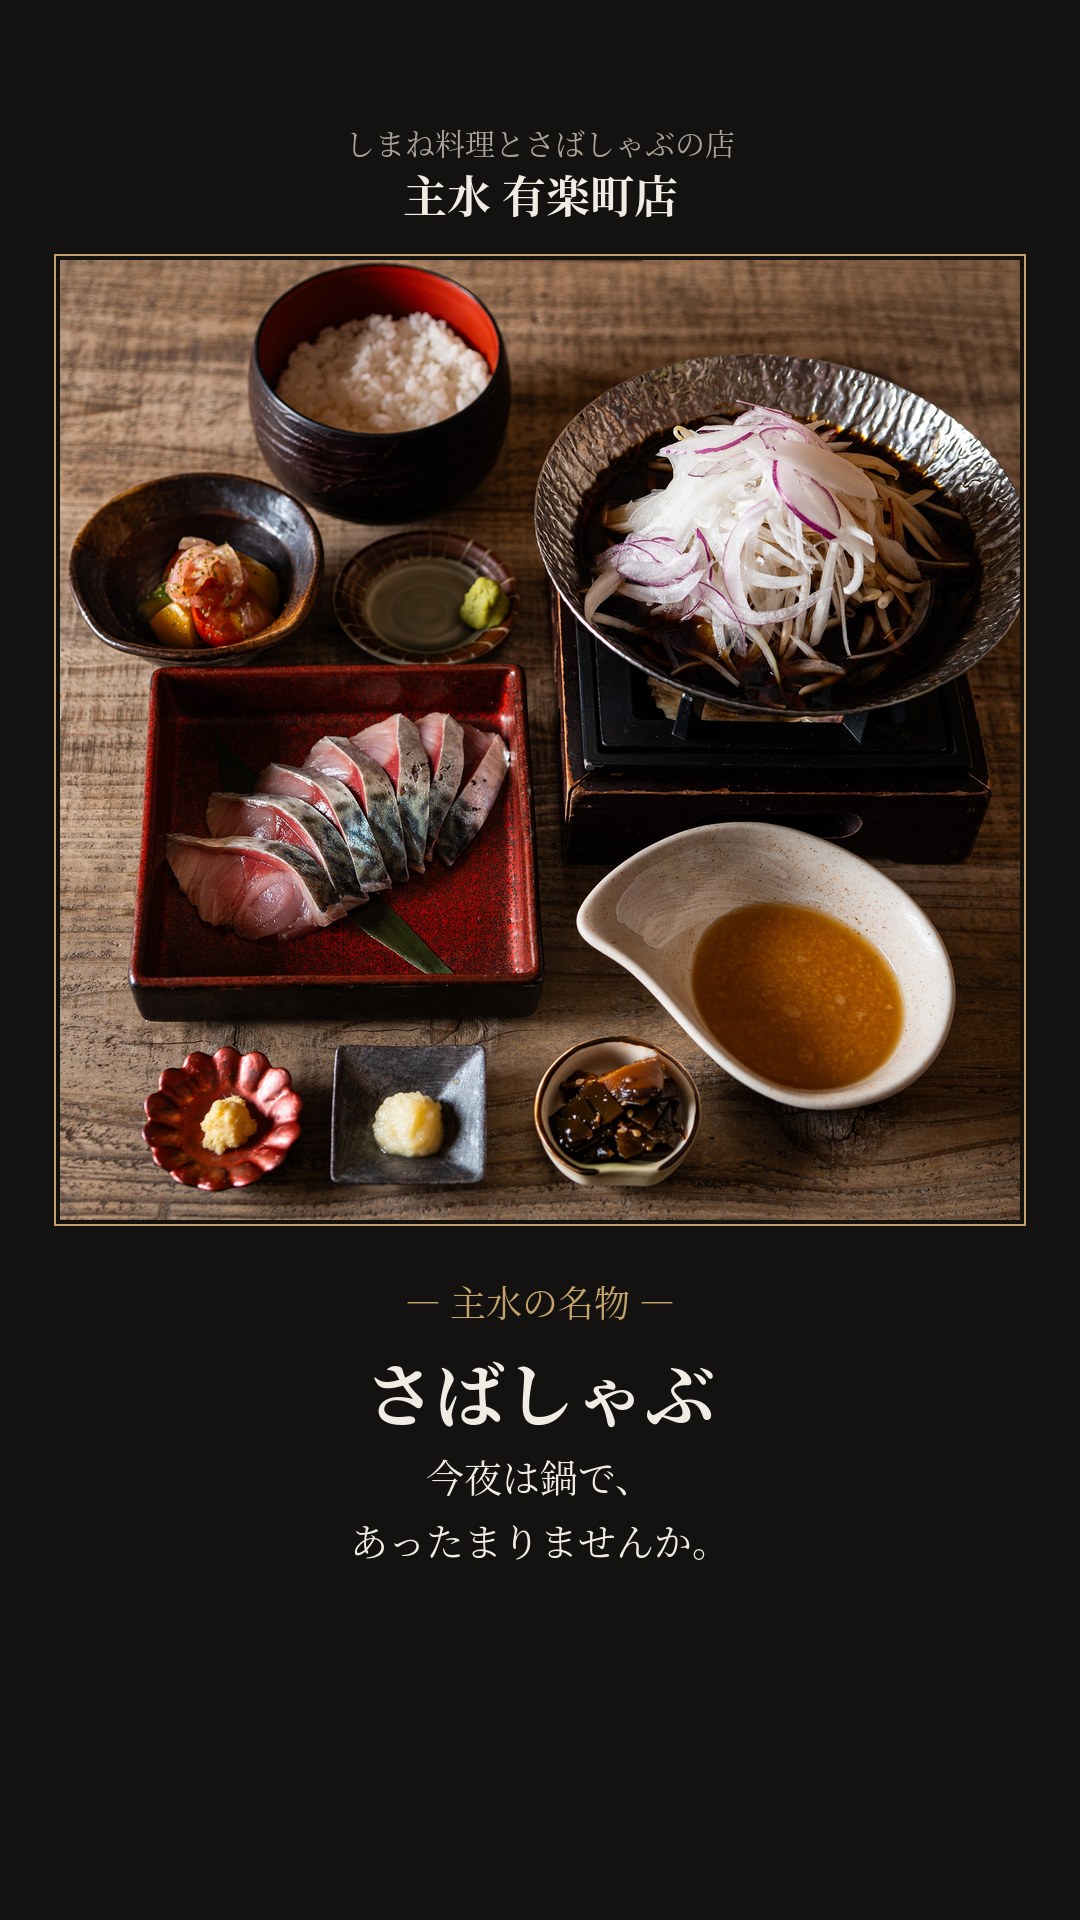 しまね料理とさばしゃぶの店
主水 有楽町店
— 主水の名物 —
さばしゃぶ
今夜は鍋で、
あったまりませんか。